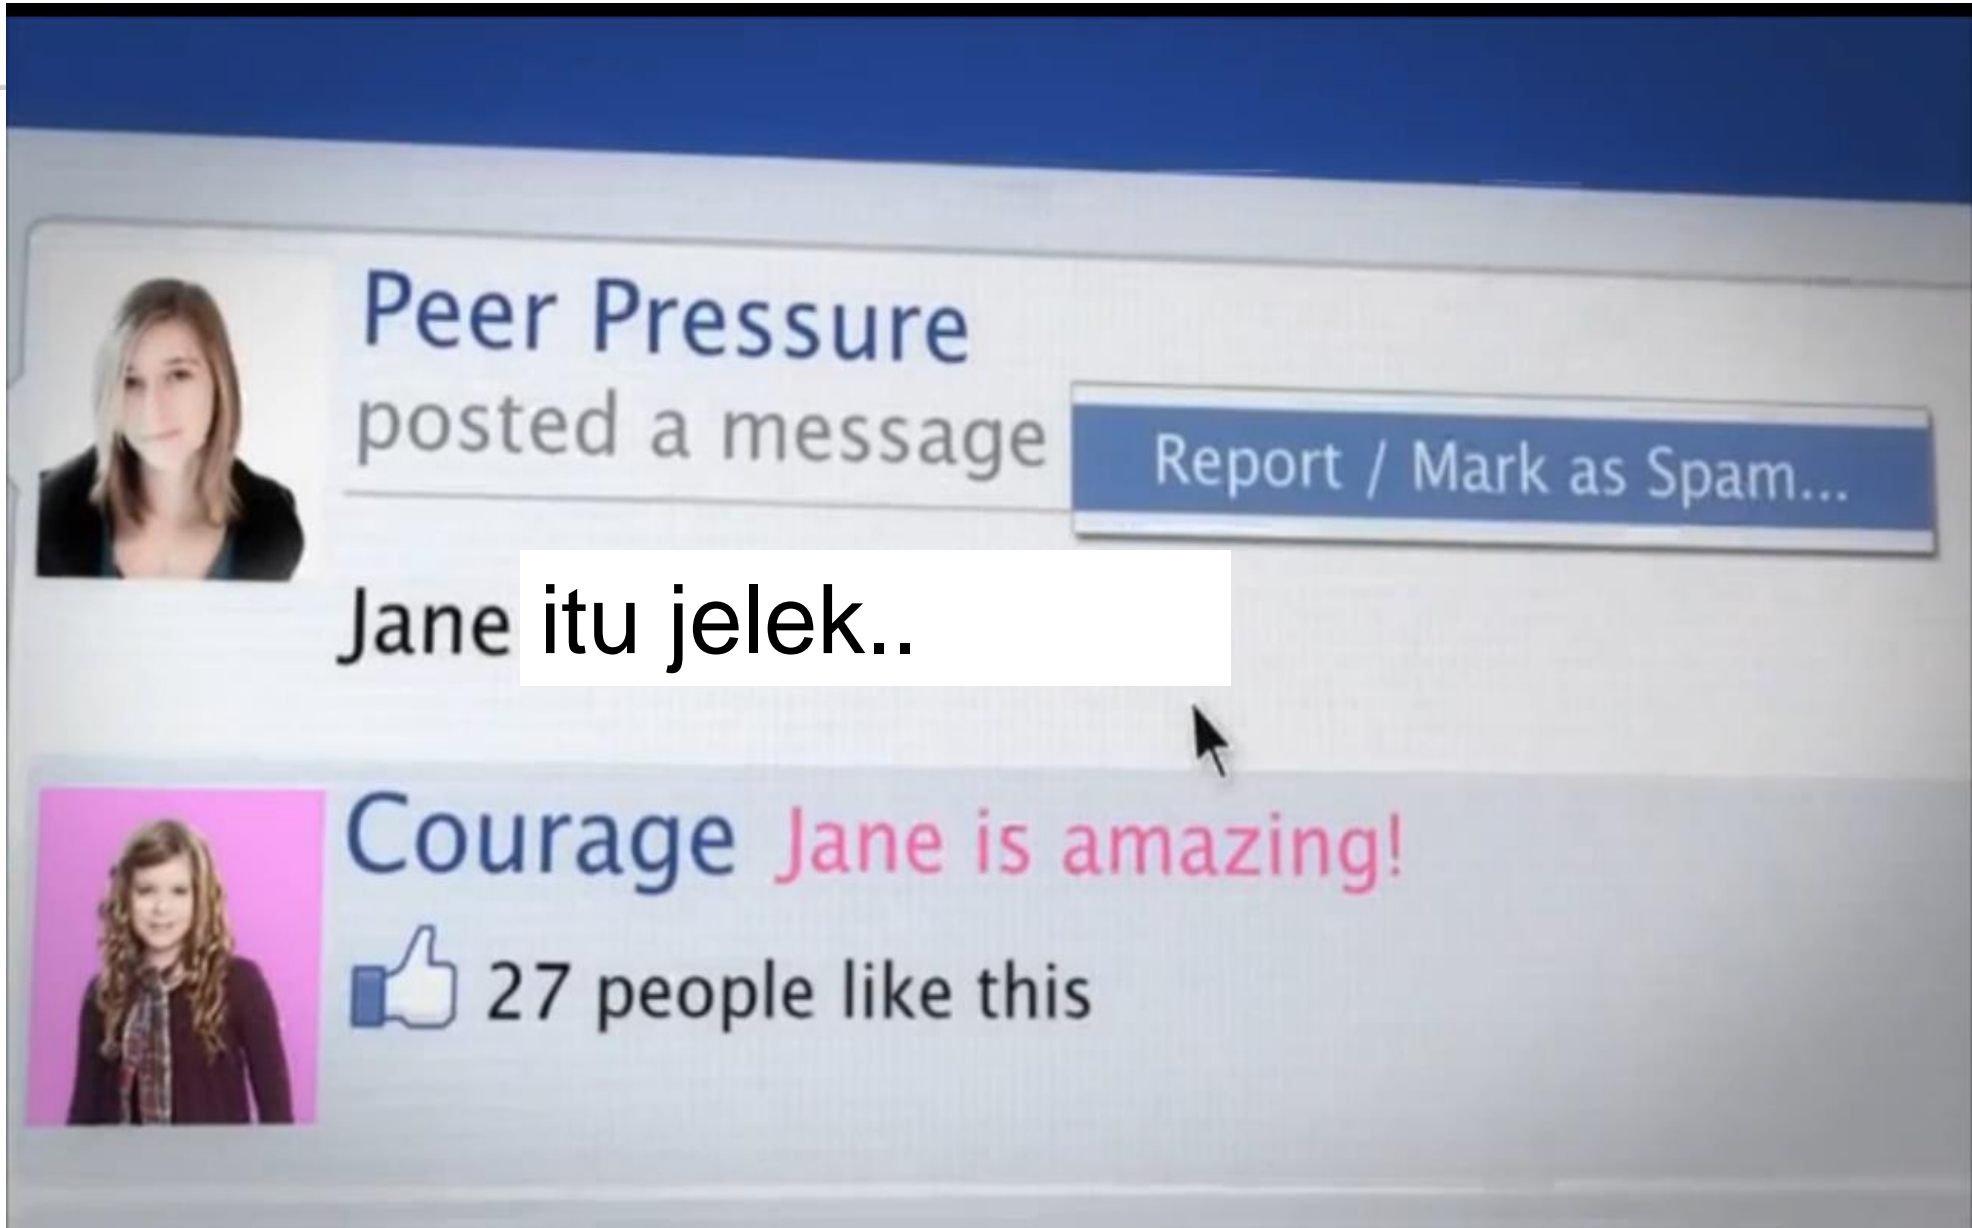 Peer Pressure
posted a message
Report / Mark as Spam...
Jane itu jelek..
Courage Jane is amazing!
27 people like this